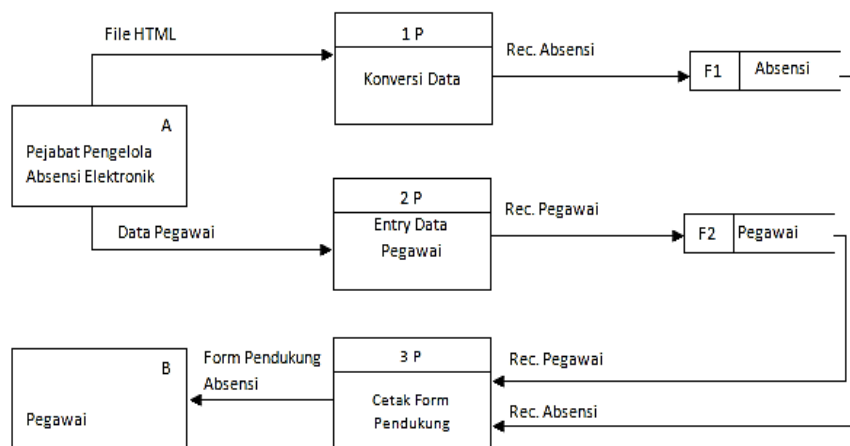 File HTML
1 P
Konversi Data
Rec. Absensi
F1
Absensi
A
Pejabat Pengelola
Absensi Elektronik
Data Pegawai
2 P
Entry Data
Pegawai
Rec. Pegawai
F2
Pegawai
B
Pegawai
Form Pendukung
Absensi
3 P
Cetak Form
Pendukung
Rec. Pegawai
Rec. Absensi